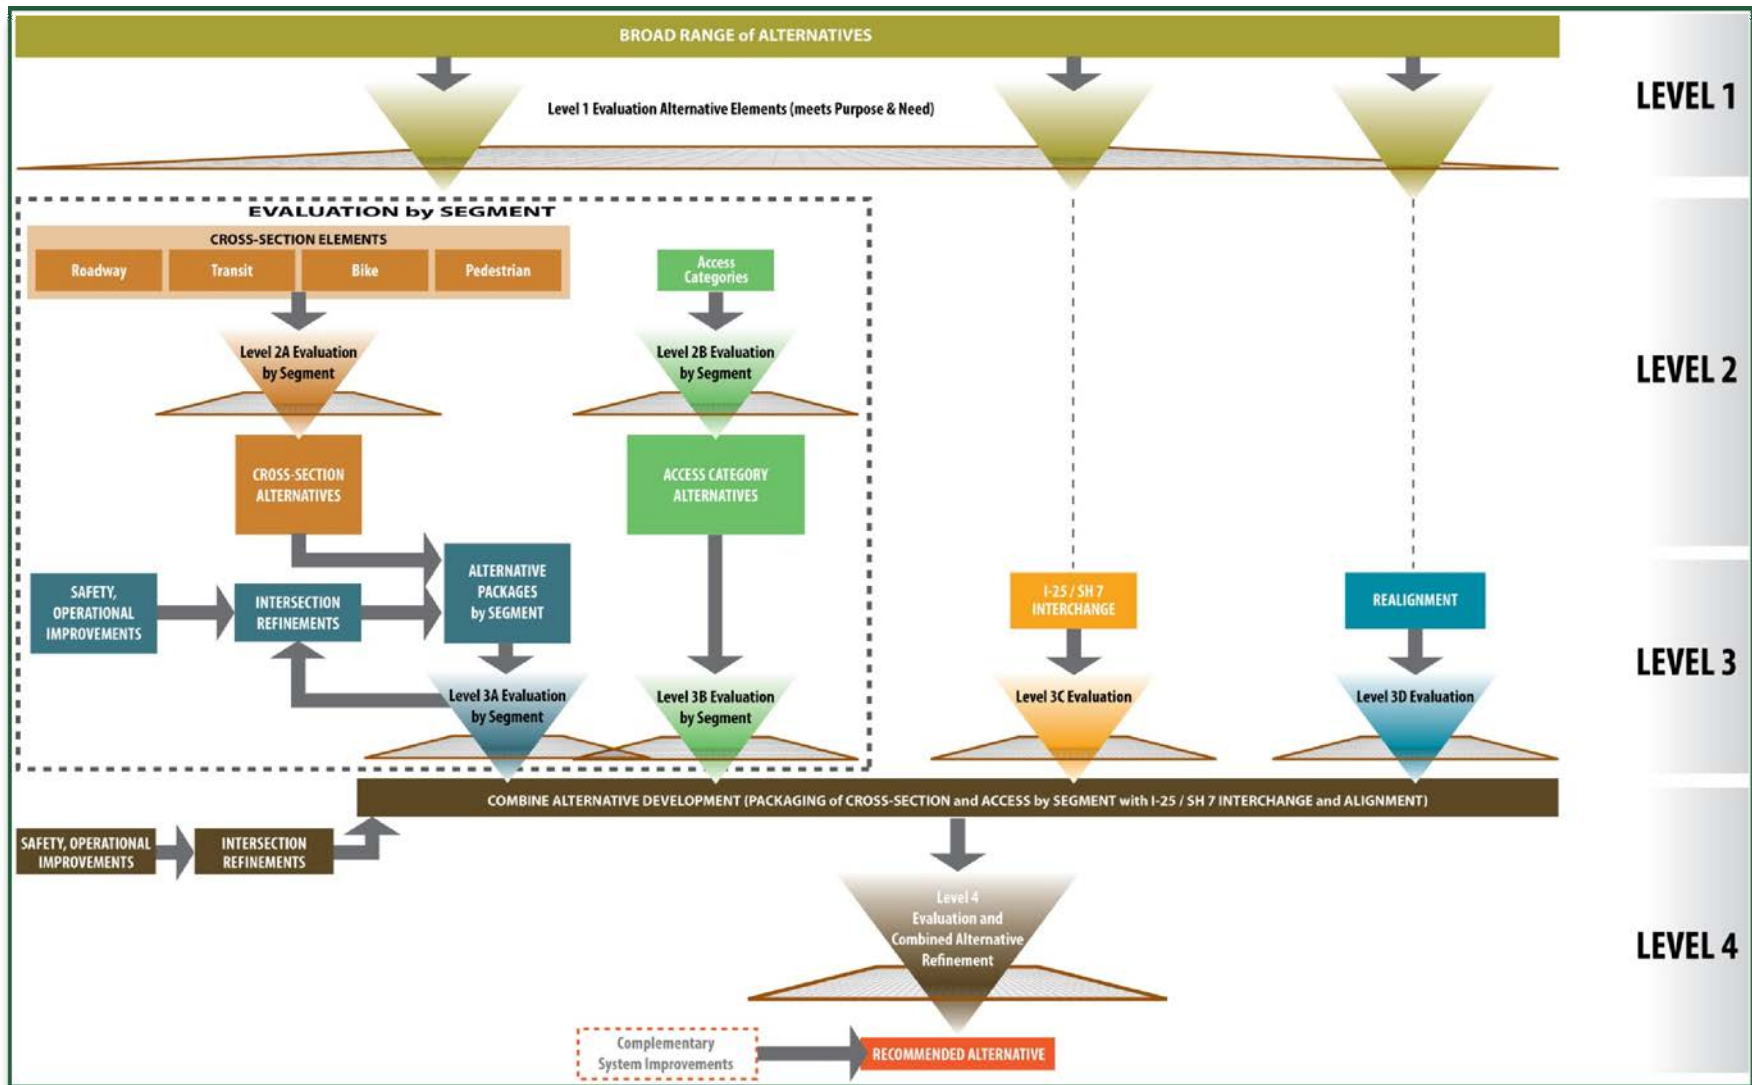 BROAD RANGE of ALTERNATIVES
LEVEL 1
Level 1 Evaluation Alternative Elements (meets Purpose & Need)
EVALUATION by SEGMENT
CROSS-SECTION ELEMENTS
Roadway
Transit
Bike
Pedestrian
Access
Categories
Level 2A Evaluation
by Segment
Level 2B Evaluation
by Segment
LEVEL 2
CROSS-SECTION
ALTERNATIVES
ACCESS CATEGORY
ALTERNATIVES
SAFETY,
OPERATIONAL
IMPROVEMENTS
INTERSECTION
REFINEMENTS
ALTERNATIVE
PACKAGES
by SEGMENT
I-25 / SH 7
INTERCHANGE
REALIGNMENT
LEVEL 3
Level 3A Evaluation
by Segment
Level 3B Evaluation
by Segment
Level 3C Evaluation
Level 3D Evaluation
COMBINE ALTERNATIVE DEVELOPMENT (PACKAGING of CROSS-SECTION and ACCESS by SEGMENT with I-25 / SH 7 INTERCHANGE and ALIGNMENT)
SAFETY, OPERATIONAL
IMPROVEMENTS
INTERSECTION
REFINEMENTS
Level 4
Evaluation and
Combined Alternative
Refinement
LEVEL 4
Complementary
System Improvements
RECOMMENDED ALTERNATIVE